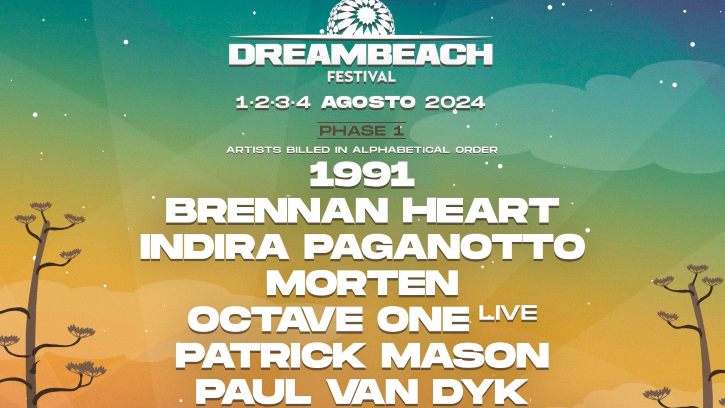 DREAMBEACH
FESTIVAL
1·2·3·4 AGOSTO 2024
PHASE 1
ARTISTS BILLED IN ALPHABETICAL ORDER
1991
BRENNAN HEART
INDIRA PAGANOTTO
MORTEN
OCTAVE ONE LIVE
PATRICK MASON
PAUL VAN DYK